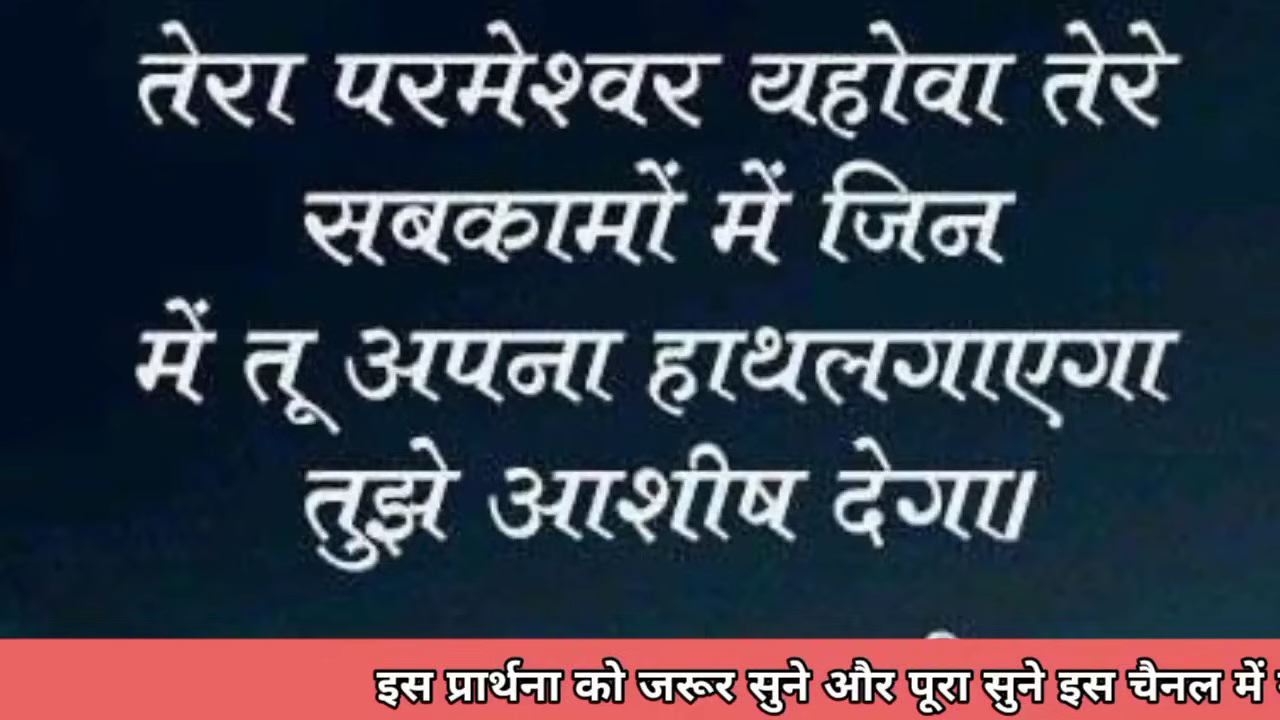 तेरा परमेश्वर यहोवा तेरे
सबकामों में जिन
में तू अपना हाथलगाएगा
तुझे आशीष देगा।
इस प्रार्थना को जरूर सुने और पूरा सुने इस चैनल में